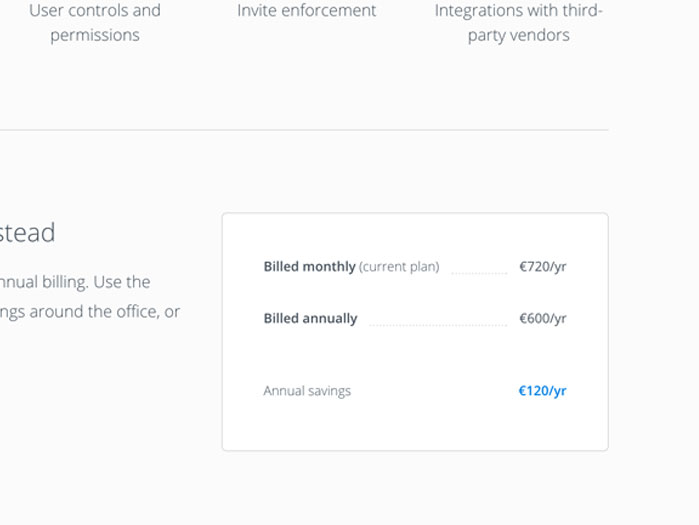 User controls and
permissions
Invite enforcement
Integrations with third-
party vendors
stead
nnual billing. Use the
ngs around the office, or
Billed monthly (current plan) €720/yr
Billed annually €600/yr
Annual savings €120/yr